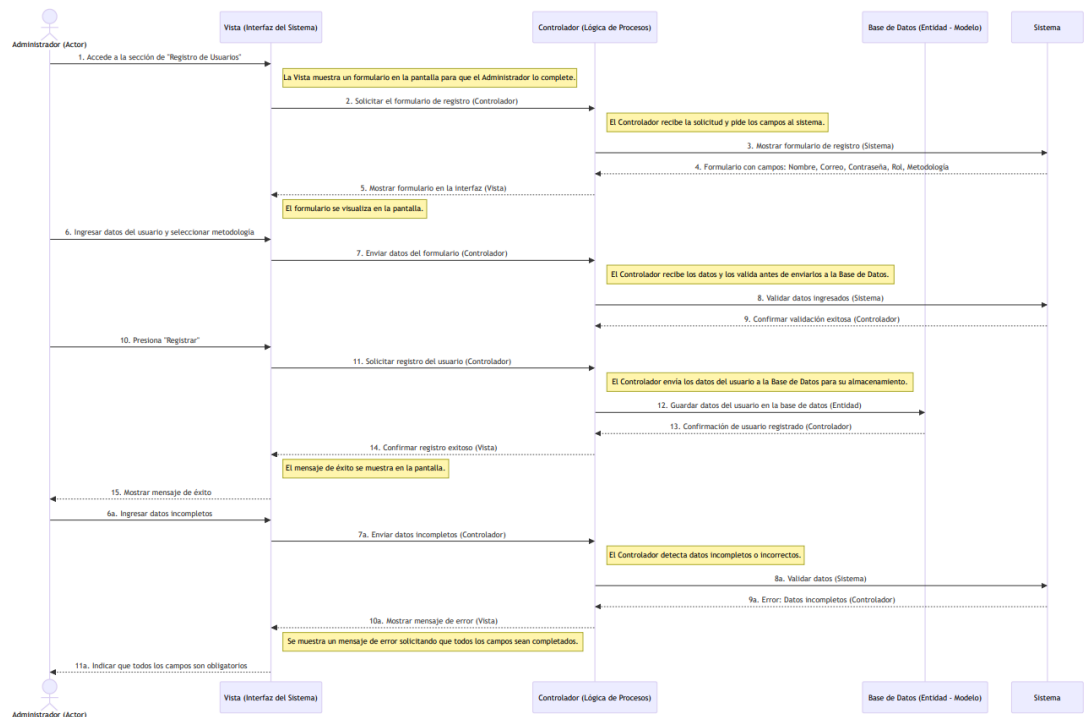 Administrador (Actor)
Vista (Interfaz del Sistema)
Controlador (Lógica de Procesos)
Base de Datos (Entidad - Modelo)
Sistema
1. Accede a la sección de "Registro de Usuarios"
La Vista muestra un formulario en la pantalla para que el Administrador lo complete.
2. Solicitar el formulario de registro (Controlador)
El Controlador recibe la solicitud y pide los campos al sistema.
3. Mostrar formulario de registro (Sistema)
4. Formulario con campos: Nombre, Correo, Contraseña, Rol, Metodología
5. Mostrar formulario en la interfaz (Vista)
El formulario se visualiza en la pantalla.
6. Ingresar datos del usuario y seleccionar metodología
7. Enviar datos del formulario (Controlador)
El Controlador recibe los datos y los valida antes de enviarlos a la Base de Datos.
8. Validar datos ingresados (Sistema)
9. Confirmar validación exitosa (Controlador)
10. Presiona "Registrar"
11. Solicitar registro del usuario (Controlador)
El Controlador envía los datos del usuario a la Base de Datos para su almacenamiento.
12. Guardar datos del usuario en la base de datos (Entidad)
13. Confirmación de usuario registrado (Controlador)
14. Confirmar registro exitoso (Vista)
El mensaje de éxito se muestra en la pantalla.
15. Mostrar mensaje de éxito
6a. Ingresar datos incompletos
7a. Enviar datos incompletos (Controlador)
El Controlador detecta datos incompletos o incorrectos.
8a. Validar datos (Sistema)
9a. Error: Datos incompletos (Controlador)
10a. Mostrar mensaje de error (Vista)
Se muestra un mensaje de error solicitando que todos los campos sean completados.
11a. Indicar que todos los campos son obligatorios
Vista (Interfaz del Sistema)
Controlador (Lógica de Procesos)
Base de Datos (Entidad - Modelo)
Sistema
Administrador (Actor)